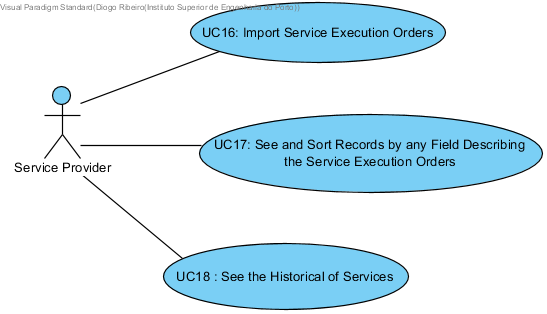 Visual Paradigm Standard(Diogo Ribeiro(Instituto Superior de Engenharia do Porto))
UC16: Import Service Execution Orders
UC17: See and Sort Records by any Field Describing
the Service Execution Orders
Service Provider
UC18 : See the Historical of Services